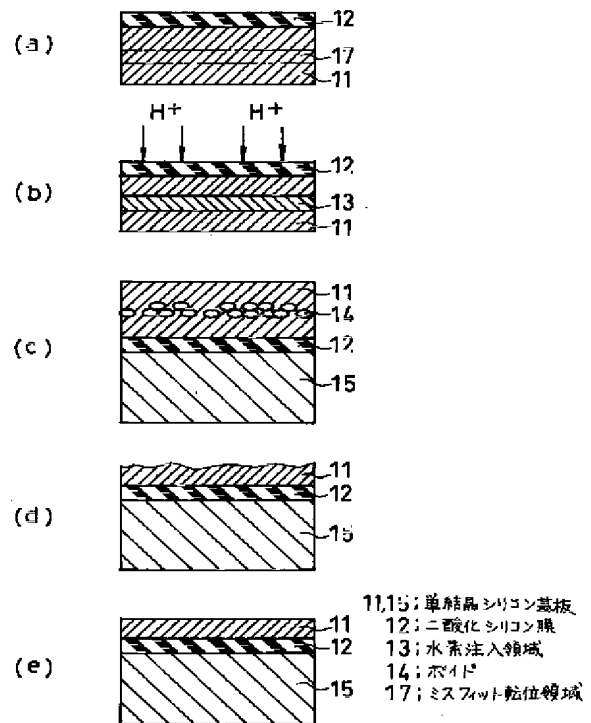 (a)
12
17
11
H+ H+
(b)
12
13
11
(c)
11
14
12
15
(d)
11
12
15
(e)
11
12
15
11,15; 単結晶シリコン基板
12; 二酸化シリコン膜
13; 水素注入領域
14; ボイド
17; ミスフィット転位領域